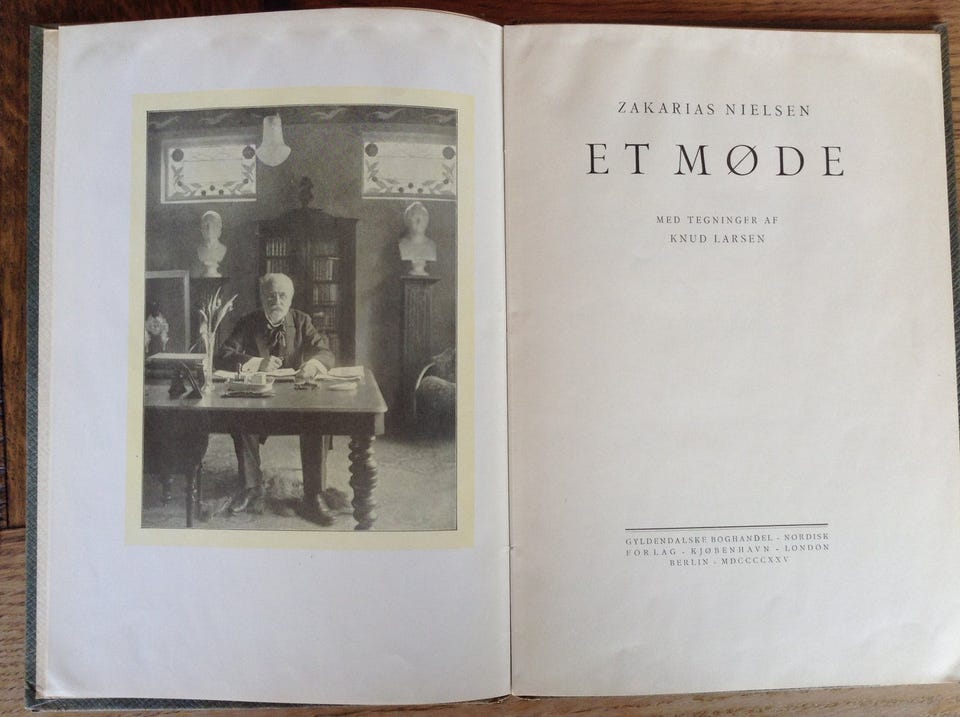 ZAKARIAS NIELSEN
ET MØDE
MED TEGNINGER AF
KNUD LARSEN
GYLDENDALSKE BOGHANDEL - NORDISK
FORLAG - KJØBENHAVN - LONDON
BERLIN - MDCCCCXXV